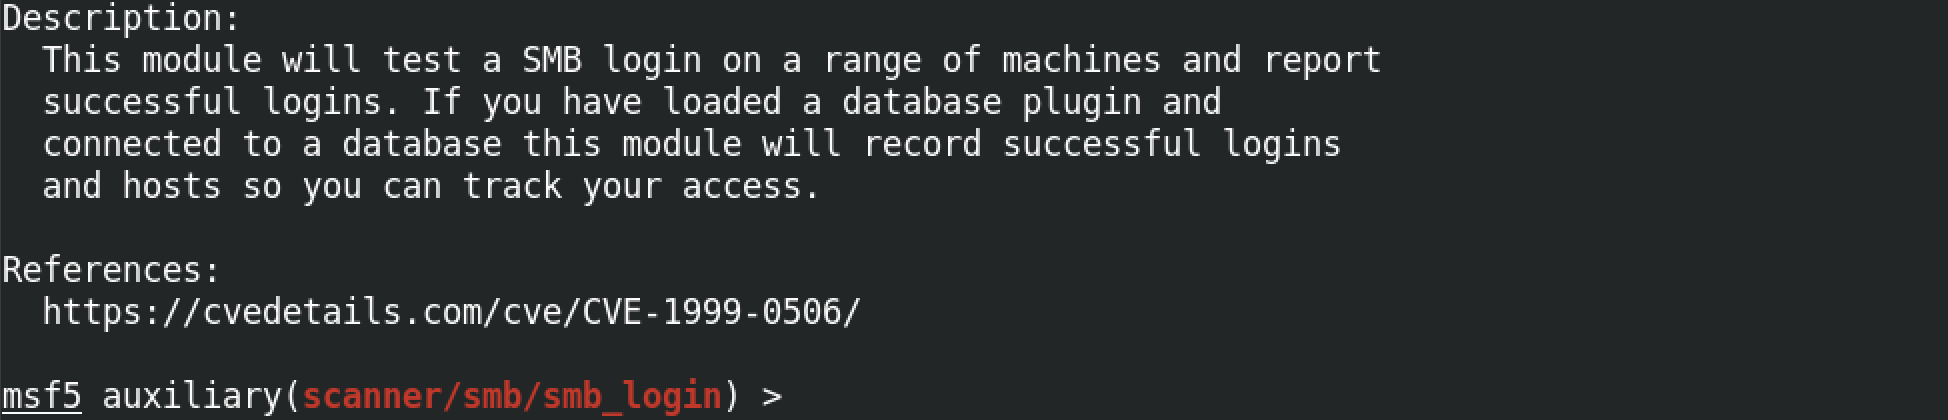 Description:
  This module will test a SMB login on a range of machines and report
  successful logins. If you have loaded a database plugin and
  connected to a database this module will record successful logins
  and hosts so you can track your access.

References:
  https://cvedetails.com/cve/CVE-1999-0506/

msf5 auxiliary(scanner/smb/smb_login) >